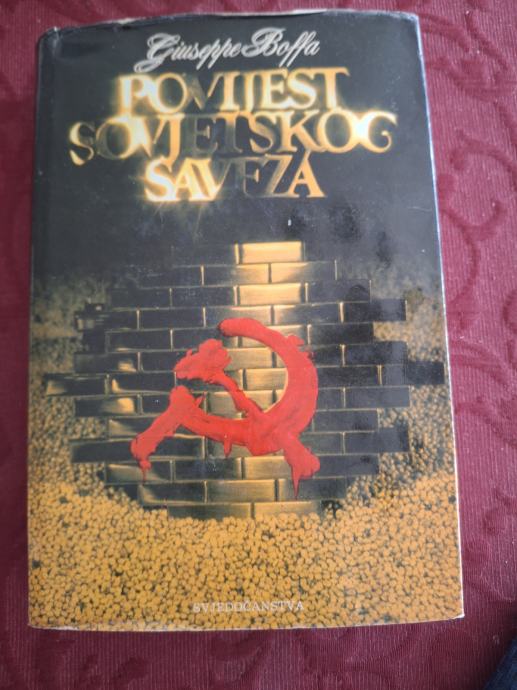 Giuseppe Boffa
POVIJEST
SOVJETSKOG
SAVEZA
SVJEDOČANSTVA